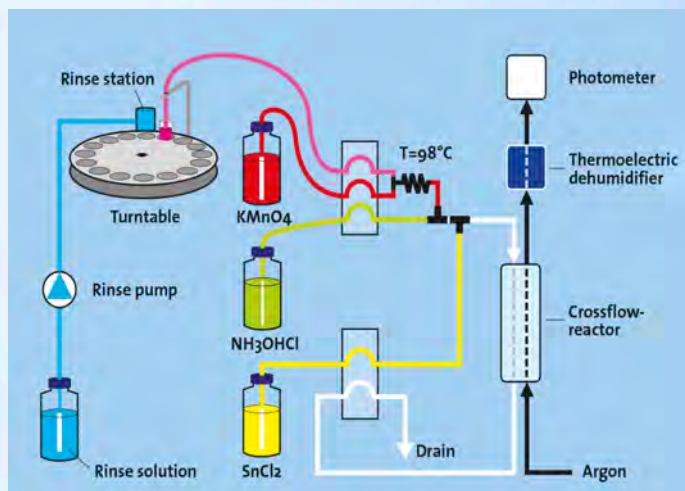 Rinse station
Turntable
Rinse pump
Rinse solution
KMnO4
NH3OHCl
SnCl2
T=98°C
Drain
Photometer
Thermoelectric
dehumidifier
Crossflow-
reactor
Argon